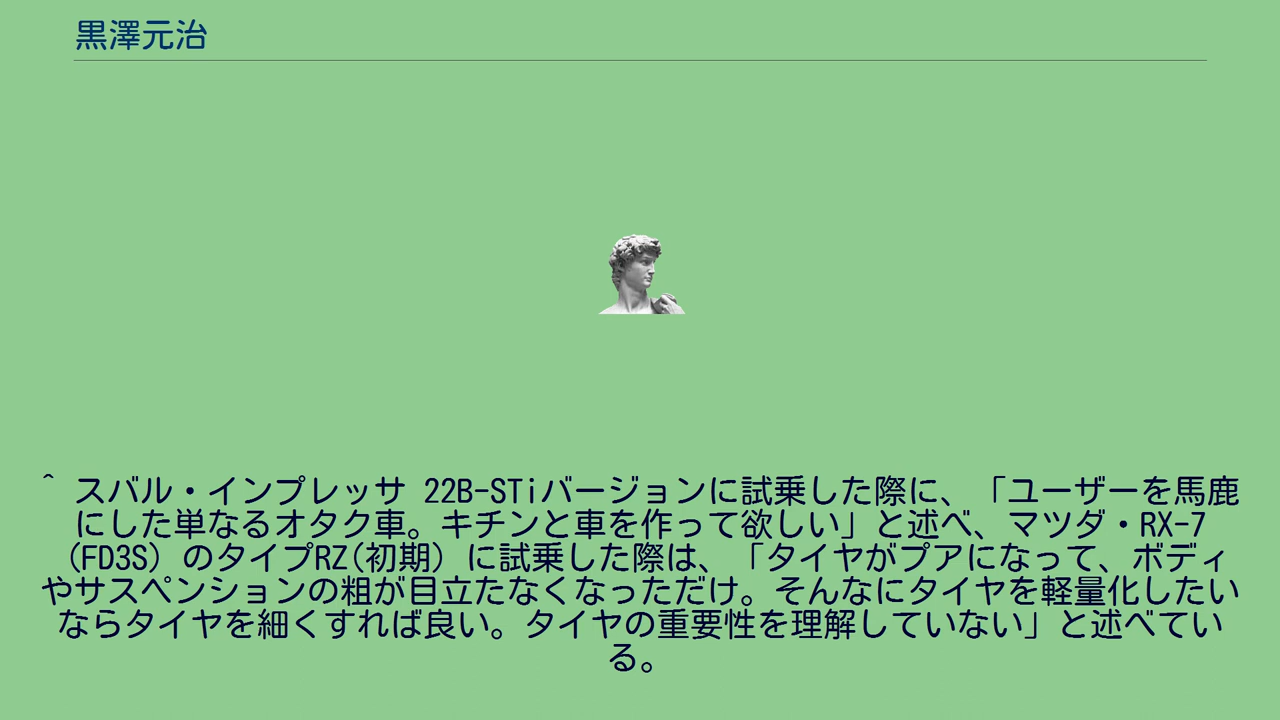 黒澤元治
^ スバル・インプレッサ 22B-STiバージョンに試乗した際に、「ユーザーを馬鹿
にした単なるオタク車。キチンと車を作って欲しい」と述べ、マツダ・RX-7
(FD3S) のタイプRZ(初期) に試乗した際は、「タイヤがプアになって、ボディ
やサスペンションの粗が目立たなくなっただけ。そんなにタイヤを軽量化したい
ならタイヤを細くすれば良い。タイヤの重要性を理解していない」と述べてい
る。